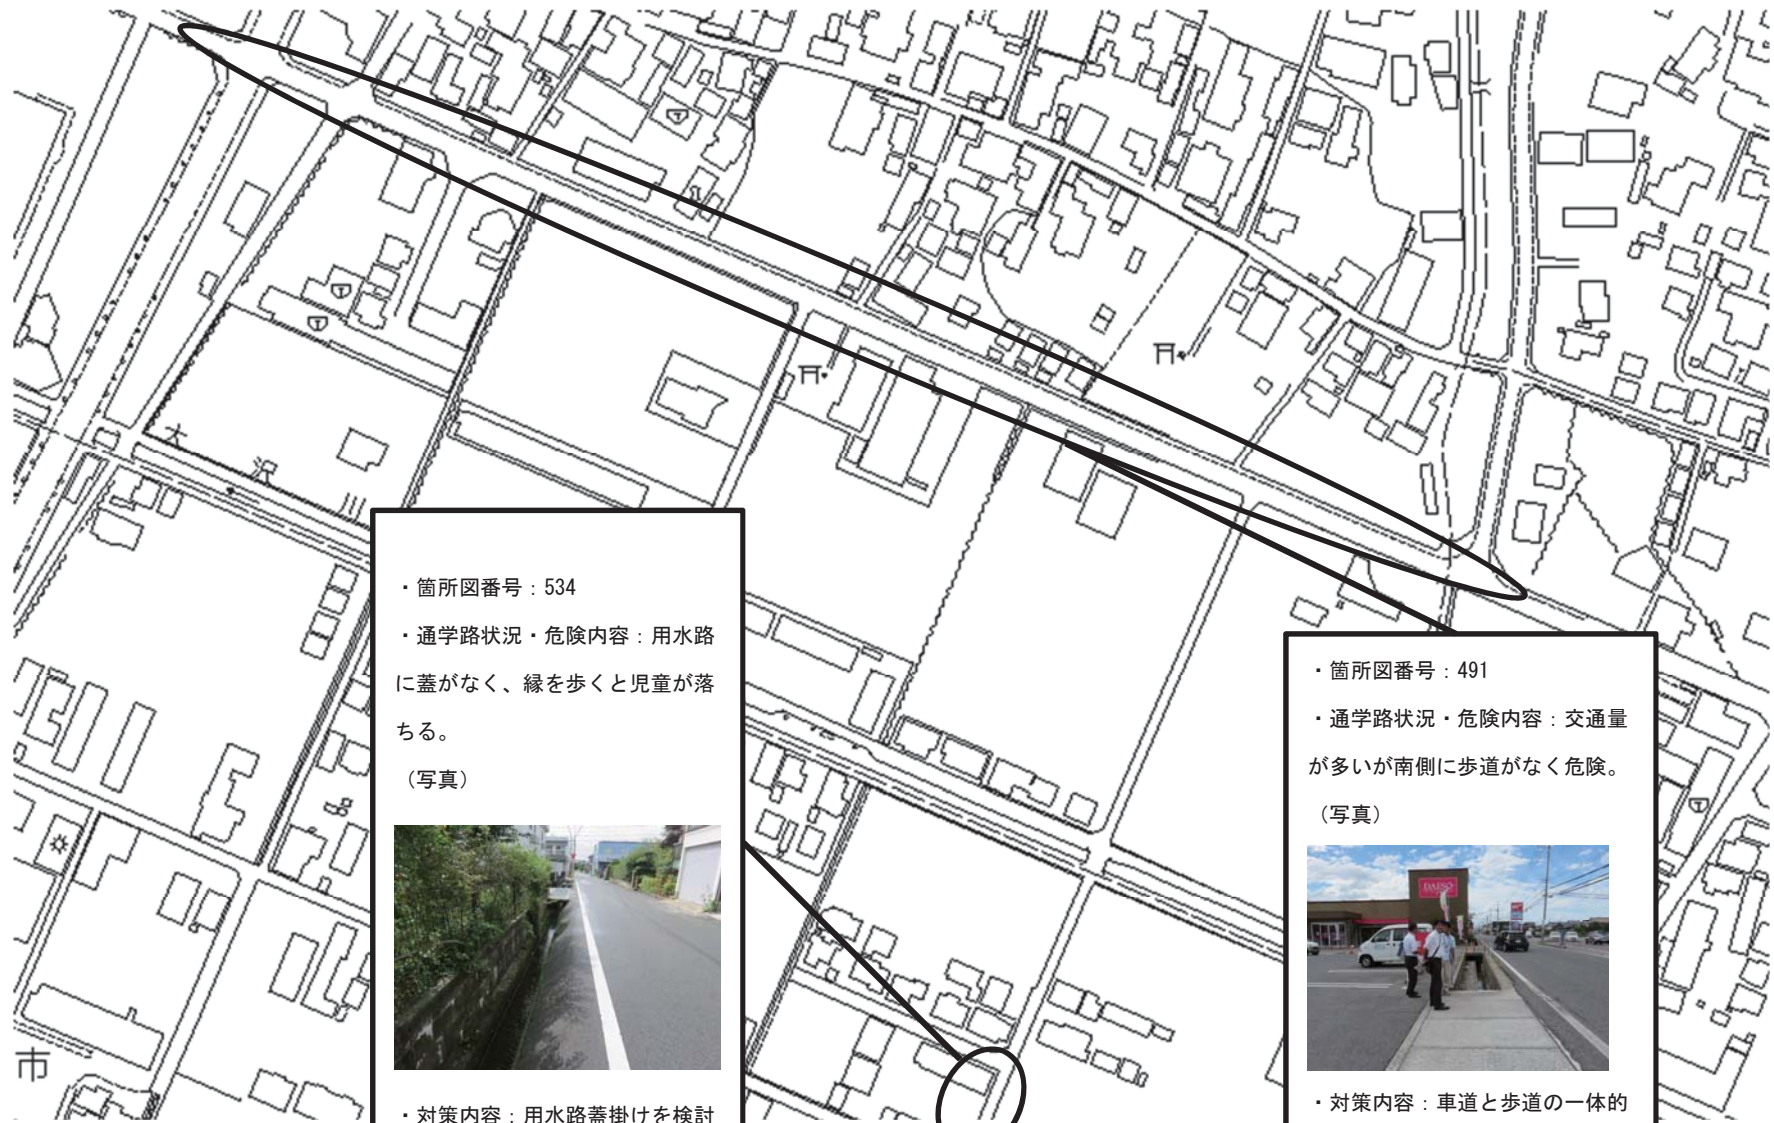 大
沢
川
・箇所図番号：534
・通学路状況・危険内容：用水路
に蓋がなく、縁を歩くと児童が落
ちる。
（写真）
・対策内容：用水路蓋掛けを検討
・箇所図番号：491
・通学路状況・危険内容：交通量
が多いが南側に歩道がなく危険。
（写真）
DAISO
・対策内容：車道と歩道の一体的
市